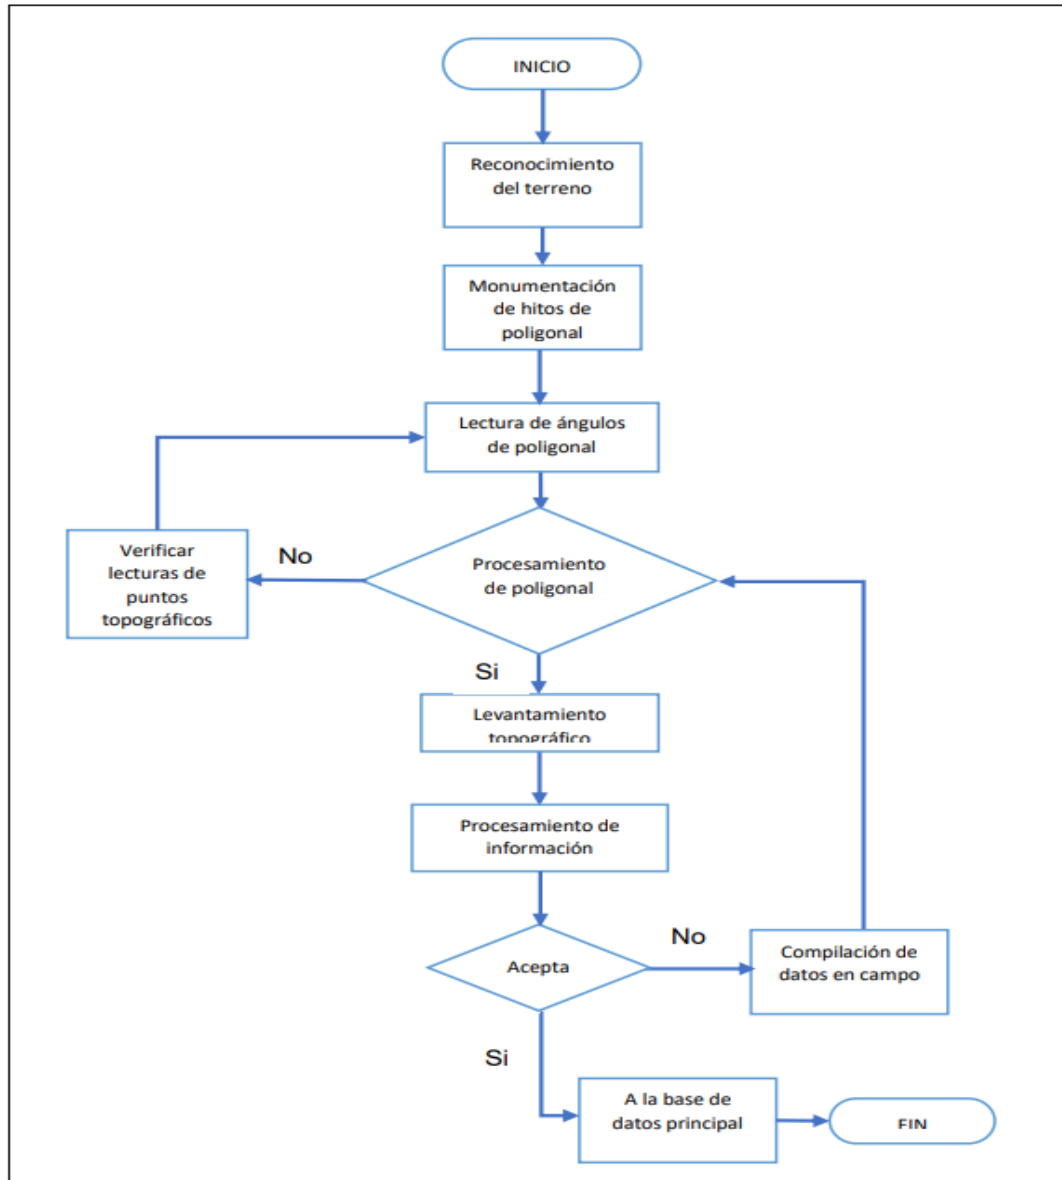 INICIO
Reconocimiento
del terreno
Monumentación
de hitos de
poligonal
Lectura de ángulos
de poligonal
Procesamiento
de poligonal
No
Verificar
lecturas de
puntos
topográficos
Si
Levantamiento
topográfico
Procesamiento de
información
Acepta
No
Compilación de
datos en campo
Si
A la base de
datos principal
FIN